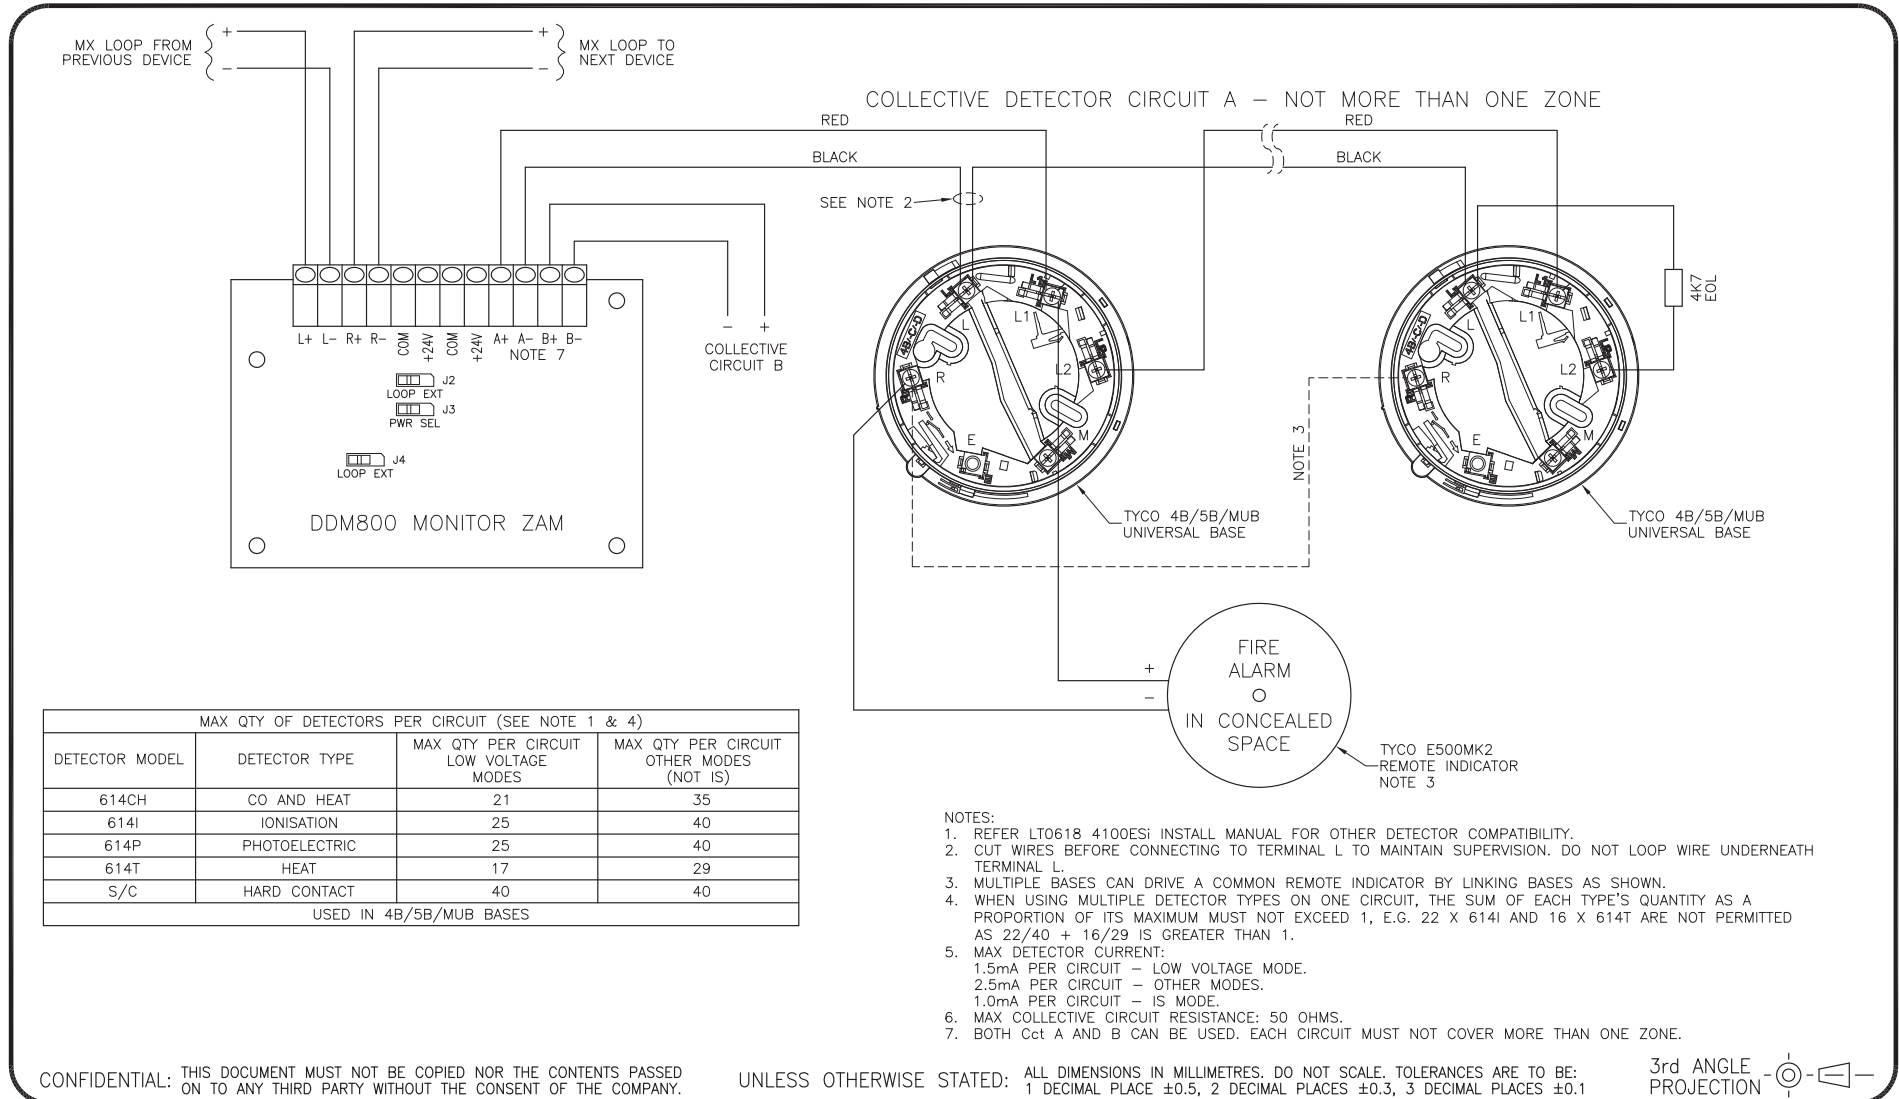 MX LOOP FROM
PREVIOUS DEVICE
+
−
+
−
MX LOOP TO
NEXT DEVICE
COLLECTIVE DETECTOR CIRCUIT A − NOT MORE THAN ONE ZONE
RED
RED
BLACK
BLACK
SEE NOTE 2
L+ L− R+ R− COM +24V COM +24V A+ A− B+ B−
NOTE 7
J2
LOOP EXT
J3
PWR SEL
J4
LOOP EXT
DDM800 MONITOR ZAM
− +
COLLECTIVE
CIRCUIT B
4B-C-D
L
L1
L2
R
E
M
4B-C-D
L
L1
L2
R
E
M
4K7
EOL
NOTE 3
TYCO 4B/5B/MUB
UNIVERSAL BASE
TYCO 4B/5B/MUB
UNIVERSAL BASE
+
−
FIRE
ALARM
IN CONCEALED
SPACE
TYCO E500MK2
REMOTE INDICATOR
NOTE 3
MAX QTY OF DETECTORS PER CIRCUIT (SEE NOTE 1 & 4)
DETECTOR MODEL
DETECTOR TYPE
MAX QTY PER CIRCUIT
LOW VOLTAGE
MODES
MAX QTY PER CIRCUIT
OTHER MODES
(NOT IS)
614CH CO AND HEAT 21 35
614I IONISATION 25 40
614P PHOTOELECTRIC 25 40
614T HEAT 17 29
S/C HARD CONTACT 40 40
USED IN 4B/5B/MUB BASES
NOTES:
1. REFER LT0618 4100ESi INSTALL MANUAL FOR OTHER DETECTOR COMPATIBILITY.
2. CUT WIRES BEFORE CONNECTING TO TERMINAL L TO MAINTAIN SUPERVISION. DO NOT LOOP WIRE UNDERNEATH
TERMINAL L.
3. MULTIPLE BASES CAN DRIVE A COMMON REMOTE INDICATOR BY LINKING BASES AS SHOWN.
4. WHEN USING MULTIPLE DETECTOR TYPES ON ONE CIRCUIT, THE SUM OF EACH TYPE'S QUANTITY AS A
PROPORTION OF ITS MAXIMUM MUST NOT EXCEED 1, E.G. 22 X 614I AND 16 X 614T ARE NOT PERMITTED
AS 22/40 + 16/29 IS GREATER THAN 1.
5. MAX DETECTOR CURRENT:
1.5mA PER CIRCUIT − LOW VOLTAGE MODE.
2.5mA PER CIRCUIT − OTHER MODES.
1.0mA PER CIRCUIT − IS MODE.
6. MAX COLLECTIVE CIRCUIT RESISTANCE: 50 OHMS.
7. BOTH Cct A AND B CAN BE USED. EACH CIRCUIT MUST NOT COVER MORE THAN ONE ZONE.
CONFIDENTIAL: THIS DOCUMENT MUST NOT BE COPIED NOR THE CONTENTS PASSED
ON TO ANY THIRD PARTY WITHOUT THE CONSENT OF THE COMPANY.
UNLESS OTHERWISE STATED: ALL DIMENSIONS IN MILLIMETRES. DO NOT SCALE. TOLERANCES ARE TO BE:
1 DECIMAL PLACE ±0.5, 2 DECIMAL PLACES ±0.3, 3 DECIMAL PLACES ±0.1
3rd ANGLE
PROJECTION